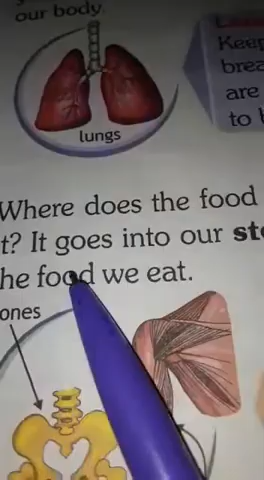 our body.
Keep
brea
are
to
lungs
Where does the food
t? It goes into our st
he food we eat.
ones